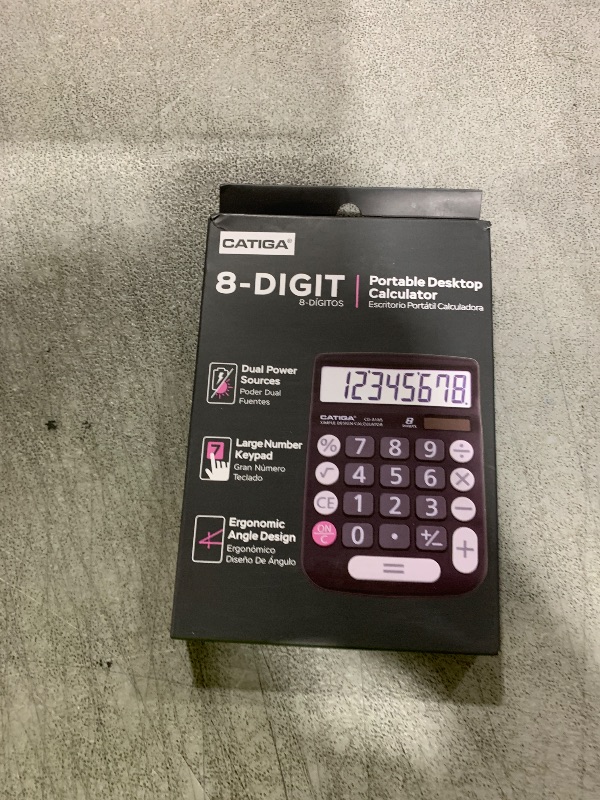 CATIGA®
8-DIGIT
8-DÍGITOS
Portable Desktop
Calculator
Escritorio Portátil Calculadora
Dual Power
Sources
Poder Dual
Fuentes
Large Number
Keypad
Gran Número
Teclado
Ergonomic
Angle Design
Ergonómico
Diseño De Ángulo
7
12345678.
CATIGA
8
% 7 8 9 ÷
√ 4 5 6 ×
CE 1 2 3 −
ON/C 0 . +/− +
=